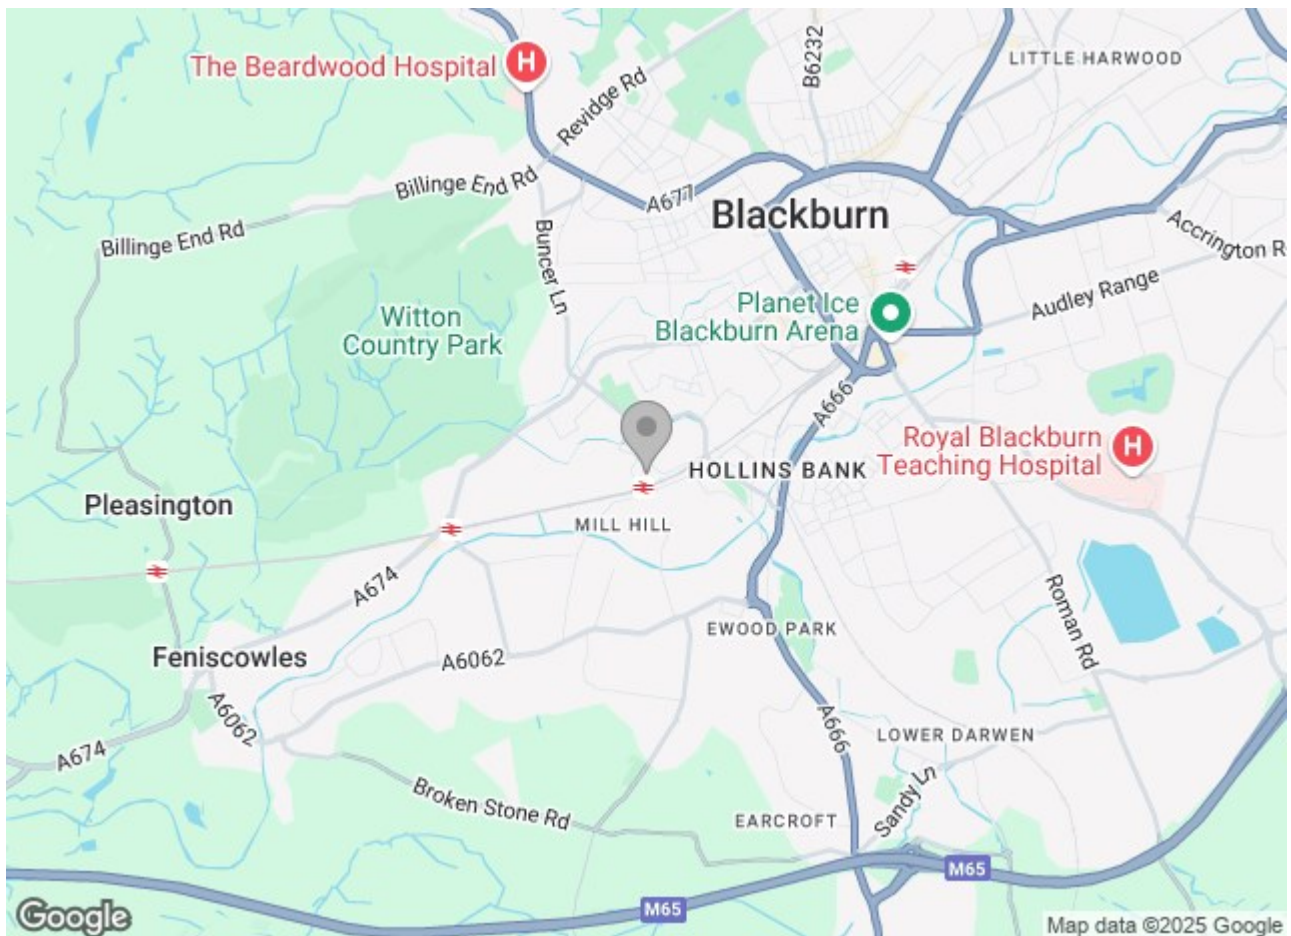 B6232
LITTLE HARWOOD
The Beardwood Hospital
H
Revidge Rd
Billinge End Rd
A677
Blackburn
Billinge End Rd
Buncer Ln
Accrington R
Audley Range
Planet Ice
Blackburn Arena
Witton
Country Park
A666
Royal Blackburn
Teaching Hospital
H
HOLLINS BANK
Pleasington
MILL HILL
A674
Roman Rd
EWOOD PARK
Feniscowles
A6062
A6062
A666
LOWER DARWEN
A674
Sandy Ln
Broken Stone Rd
EARCROFT
M65
M65
Google
Map data ©2025 Google